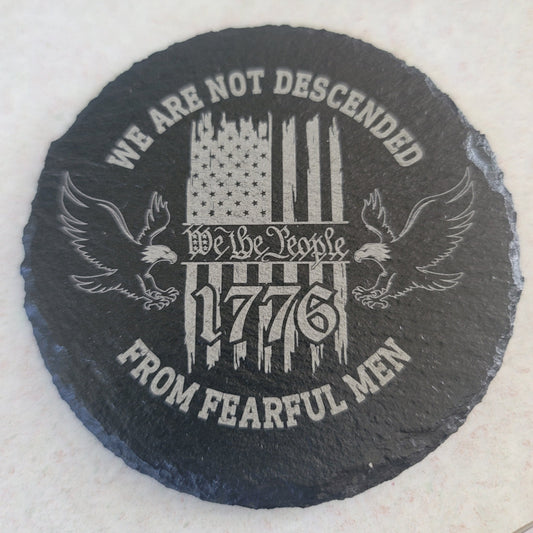 WE ARE NOT DESCENDED
We the People
1776
FROM FEARFUL MEN